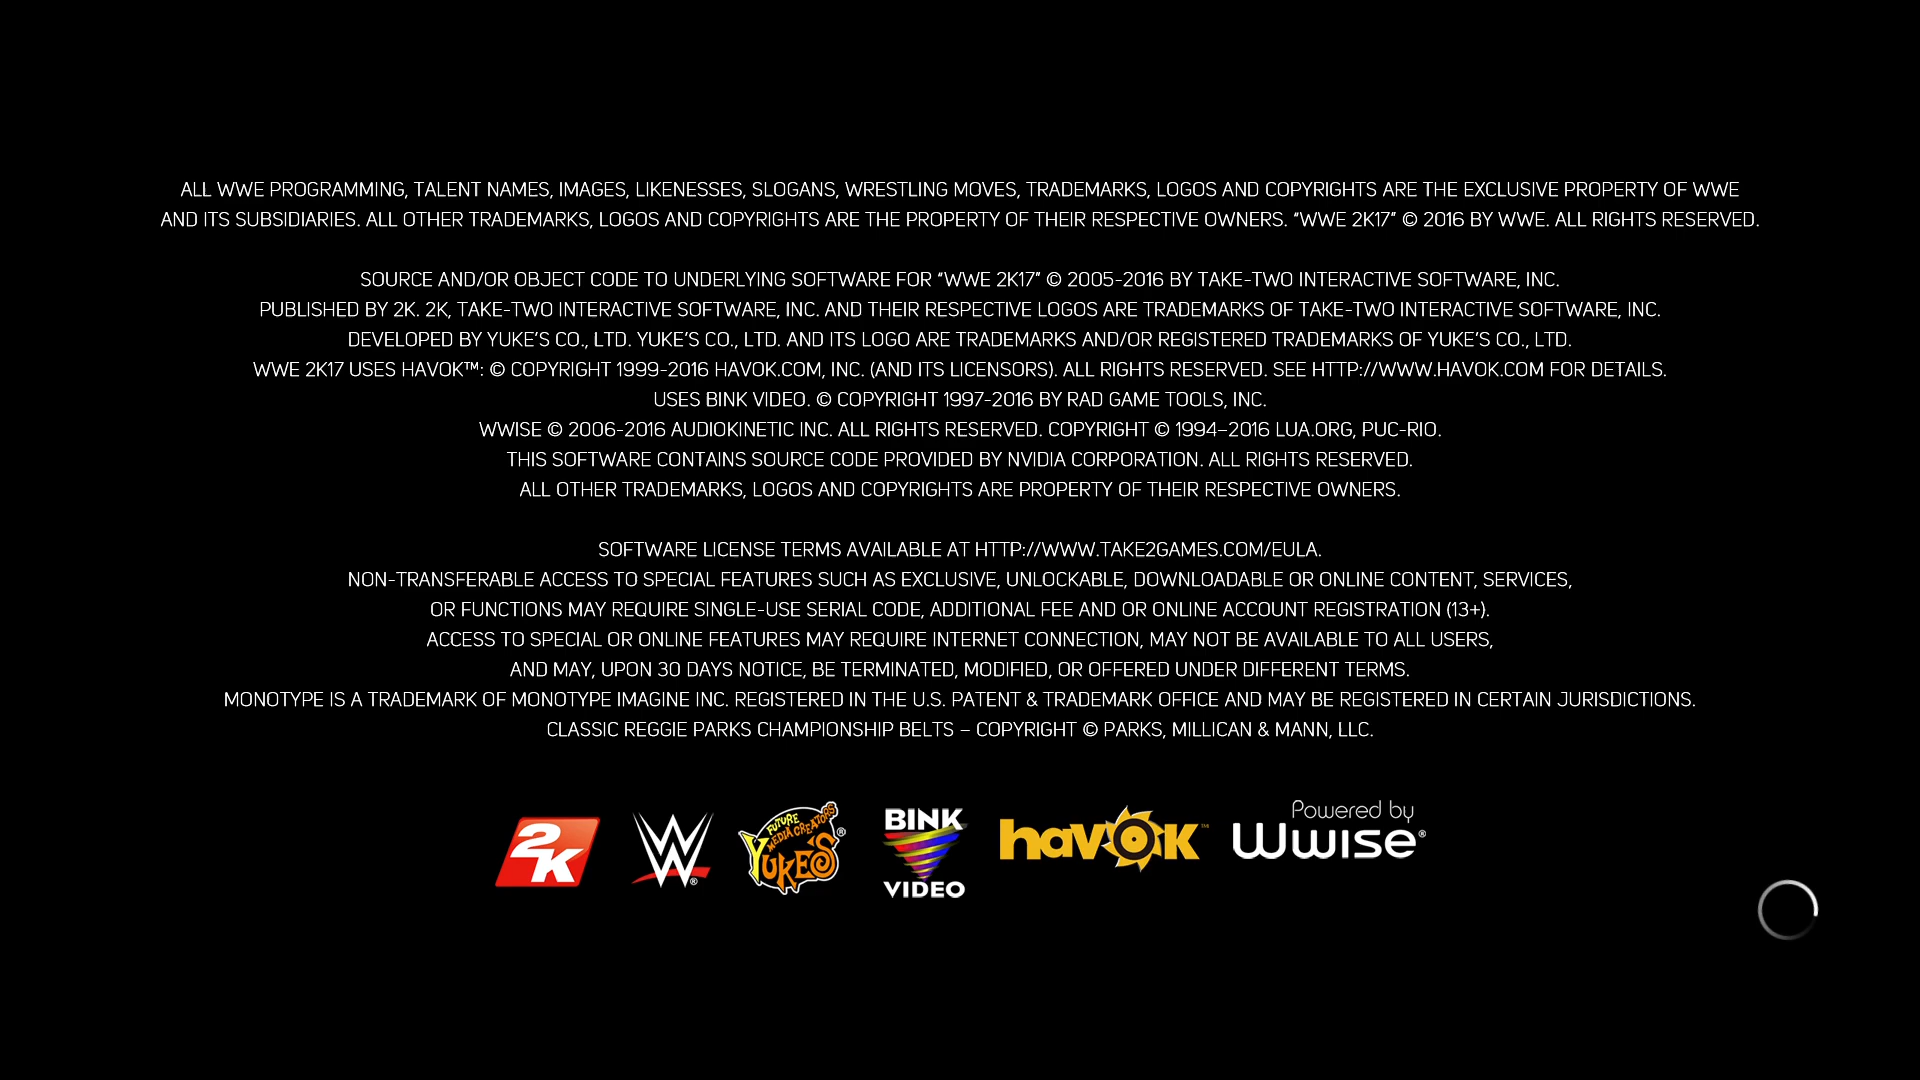 ALL WWE PROGRAMMING, TALENT NAMES, IMAGES, LIKENESSES, SLOGANS, WRESTLING MOVES, TRADEMARKS, LOGOS AND COPYRIGHTS ARE THE EXCLUSIVE PROPERTY OF WWE
AND ITS SUBSIDIARIES. ALL OTHER TRADEMARKS, LOGOS AND COPYRIGHTS ARE THE PROPERTY OF THEIR RESPECTIVE OWNERS. “WWE 2K17” © 2016 BY WWE. ALL RIGHTS RESERVED.
SOURCE AND/OR OBJECT CODE TO UNDERLYING SOFTWARE FOR “WWE 2K17” © 2005-2016 BY TAKE-TWO INTERACTIVE SOFTWARE, INC.
PUBLISHED BY 2K. 2K, TAKE-TWO INTERACTIVE SOFTWARE, INC. AND THEIR RESPECTIVE LOGOS ARE TRADEMARKS OF TAKE-TWO INTERACTIVE SOFTWARE, INC.
DEVELOPED BY YUKE’S CO., LTD. YUKE’S CO., LTD. AND ITS LOGO ARE TRADEMARKS AND/OR REGISTERED TRADEMARKS OF YUKE’S CO., LTD.
WWE 2K17 USES HAVOK™: © COPYRIGHT 1999-2016 HAVOK.COM, INC. (AND ITS LICENSORS). ALL RIGHTS RESERVED. SEE HTTP://WWW.HAVOK.COM FOR DETAILS.
USES BINK VIDEO. © COPYRIGHT 1997-2016 BY RAD GAME TOOLS, INC.
WWISE © 2006-2016 AUDIOKINETIC INC. ALL RIGHTS RESERVED. COPYRIGHT © 1994–2016 LUA.ORG, PUC-RIO.
THIS SOFTWARE CONTAINS SOURCE CODE PROVIDED BY NVIDIA CORPORATION. ALL RIGHTS RESERVED.
ALL OTHER TRADEMARKS, LOGOS AND COPYRIGHTS ARE PROPERTY OF THEIR RESPECTIVE OWNERS.
SOFTWARE LICENSE TERMS AVAILABLE AT HTTP://WWW.TAKE2GAMES.COM/EULA.
NON-TRANSFERABLE ACCESS TO SPECIAL FEATURES SUCH AS EXCLUSIVE, UNLOCKABLE, DOWNLOADABLE OR ONLINE CONTENT, SERVICES,
OR FUNCTIONS MAY REQUIRE SINGLE-USE SERIAL CODE, ADDITIONAL FEE AND OR ONLINE ACCOUNT REGISTRATION (13+).
ACCESS TO SPECIAL OR ONLINE FEATURES MAY REQUIRE INTERNET CONNECTION, MAY NOT BE AVAILABLE TO ALL USERS,
AND MAY, UPON 30 DAYS NOTICE, BE TERMINATED, MODIFIED, OR OFFERED UNDER DIFFERENT TERMS.
MONOTYPE IS A TRADEMARK OF MONOTYPE IMAGINE INC. REGISTERED IN THE U.S. PATENT & TRADEMARK OFFICE AND MAY BE REGISTERED IN CERTAIN JURISDICTIONS.
CLASSIC REGGIE PARKS CHAMPIONSHIP BELTS – COPYRIGHT © PARKS, MILLICAN & MANN, LLC.
2K
W®
FUTURE MEDIA CREATORS YUKE'S®
BINK VIDEO
havok™
Powered by
Wwise®